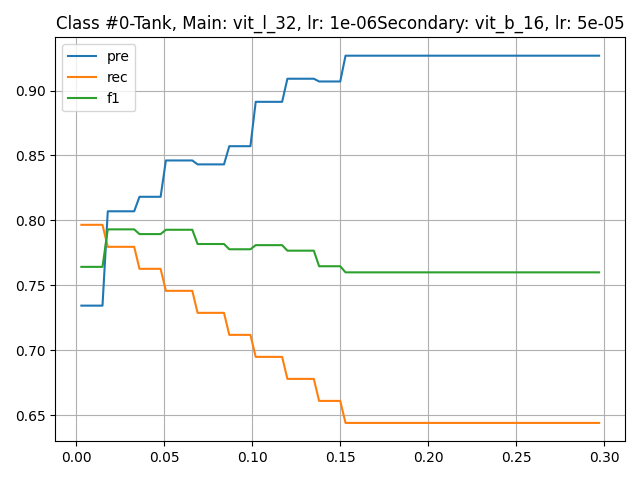 Class #0-Tank, Main: vit_l_32, lr: 1e-06Secondary: vit_b_16, lr: 5e-05
pre
rec
f1
0.90
0.85
0.80
0.75
0.70
0.65
0.00 0.05 0.10 0.15 0.20 0.25 0.30